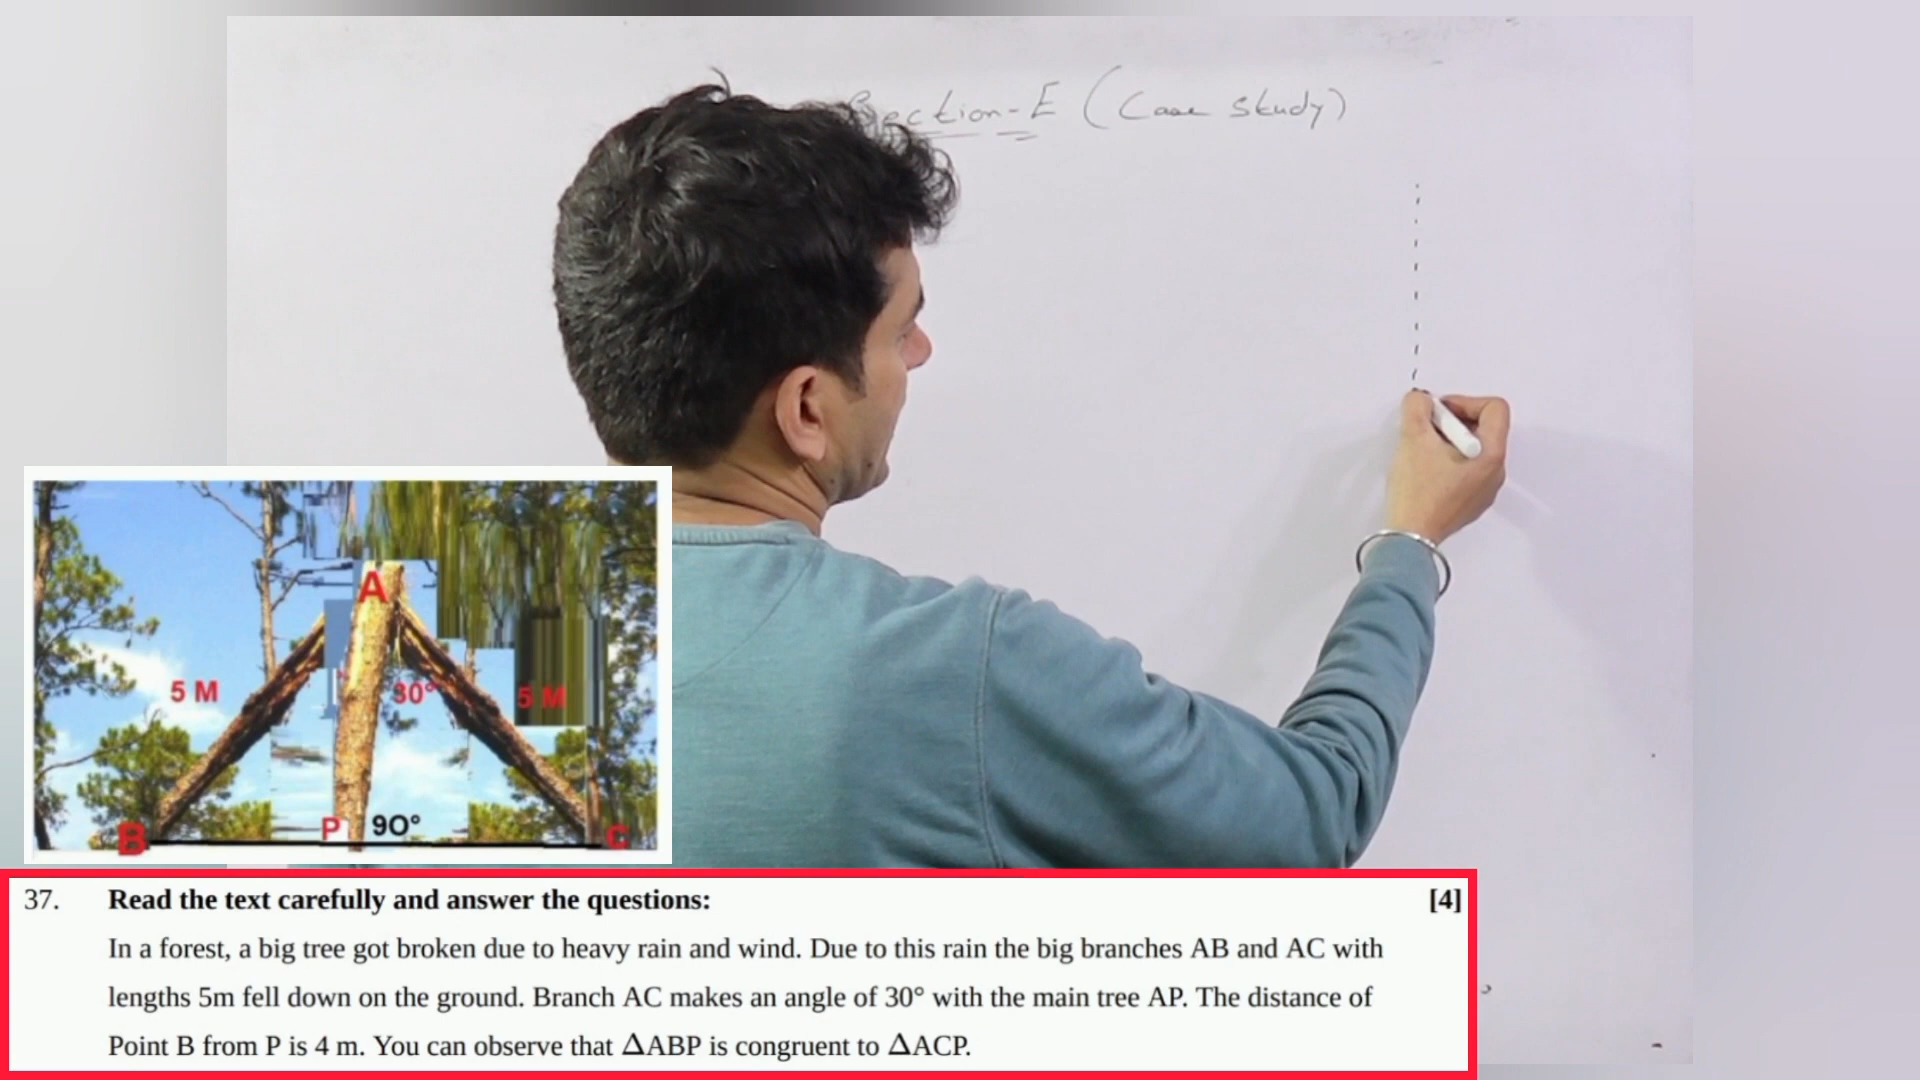 Section-E (Case Study)
A
5 M
30°
5 M
B
P
90°
C
37. Read the text carefully and answer the questions: [4]
In a forest, a big tree got broken due to heavy rain and wind. Due to this rain the big branches AB and AC with
lengths 5m fell down on the ground. Branch AC makes an angle of 30° with the main tree AP. The distance of
Point B from P is 4 m. You can observe that ΔABP is congruent to ΔACP.